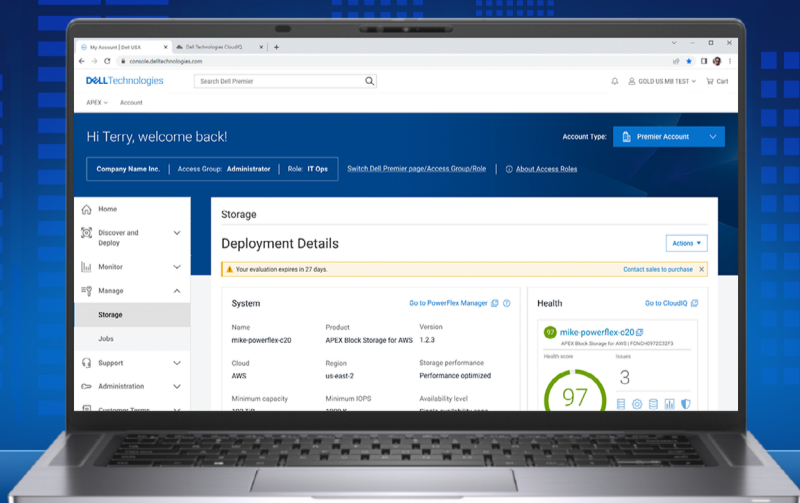 My Account | Dell USA
Dell Technologies CloudIQ
console.delltechnologies.com
DELLTechnologies
Search Dell Premier
GOLD US MB TEST
Cart
APEX
Account
Hi Terry, welcome back!
Account Type:
Premier Account
Company Name Inc.
Access Group: Administrator
Role: IT Ops
Switch Dell Premier page/Access Group/Role
About Access Roles
Home
Discover and
Deploy
Monitor
Manage
Storage
Jobs
Support
Administration
Customer Terms
Storage
Deployment Details
Actions
Your evaluation expires in 27 days.
Contact sales to purchase
System
Go to PowerFlex Manager
Name
Product
Version
mike-powerflex-c20
APEX Block Storage for AWS
1.2.3
Cloud
Region
Storage performance
AWS
us-east-2
Performance optimized
Minimum capacity
Minimum IOPS
Availability level
Health
Go to CloudIQ
97
mike-powerflex-c20
APEX Block Storage for AWS |
Health score
Issues
97
3